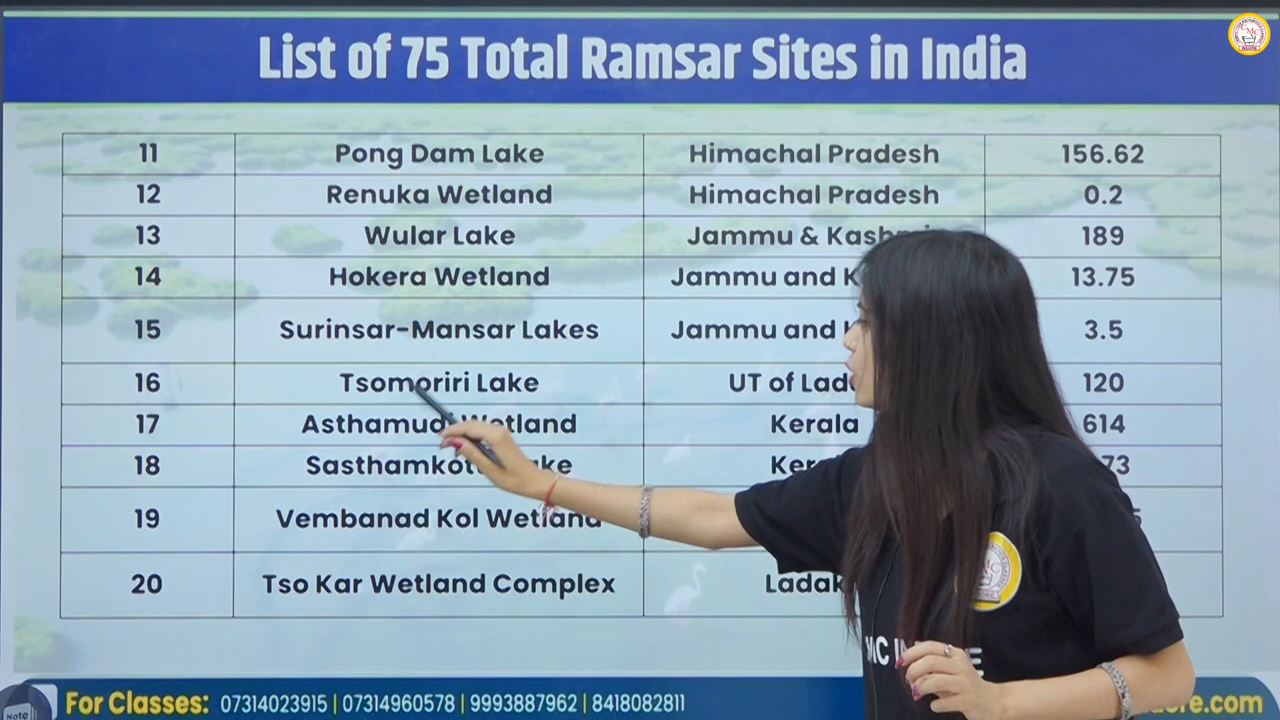 List of 75 Total Ramsar Sites in India
11 Pong Dam Lake Himachal Pradesh 156.62
12 Renuka Wetland Himachal Pradesh 0.2
13 Wular Lake Jammu & 189
14 Hokera Wetland Jammu and 13.75
15 Surinsar-Mansar Lakes Jammu and 3.5
16 Tsomoriri Lake UT of 120
17 Wetland Kerala 614
18
19 Vembanad Kol Wetland
20 Tso Kar Wetland Complex
For Classes: 07314023915 | 07314960578 | 9993887962 | 8418082811
Note